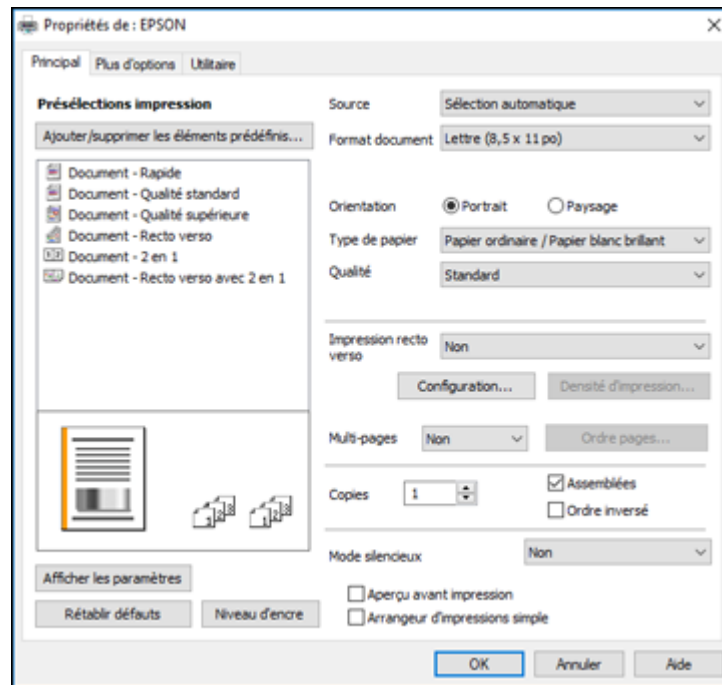 Propriétés de : EPSON
Principal Plus d'options Utilitaire
Présélections impression
Ajouter/supprimer les éléments prédéfinis...
Document - Rapide
Document - Qualité standard
Document - Qualité supérieure
Document - Recto verso
Document - 2 en 1
Document - Recto verso avec 2 en 1
Afficher les paramètres
Rétablir défauts Niveau d'encre
Source Sélection automatique
Format document Lettre (8,5 x 11 po)
Orientation Portrait Paysage
Type de papier Papier ordinaire / Papier blanc brillant
Qualité Standard
Impression recto
verso
Non
Configuration... Densité d'impression...
Multi-pages Non Ordre pages...
Copies 1 Assemblées
Ordre inversé
Mode silencieux Non
Aperçu avant impression
Arrangeur d'impressions simple
OK Annuler Aide